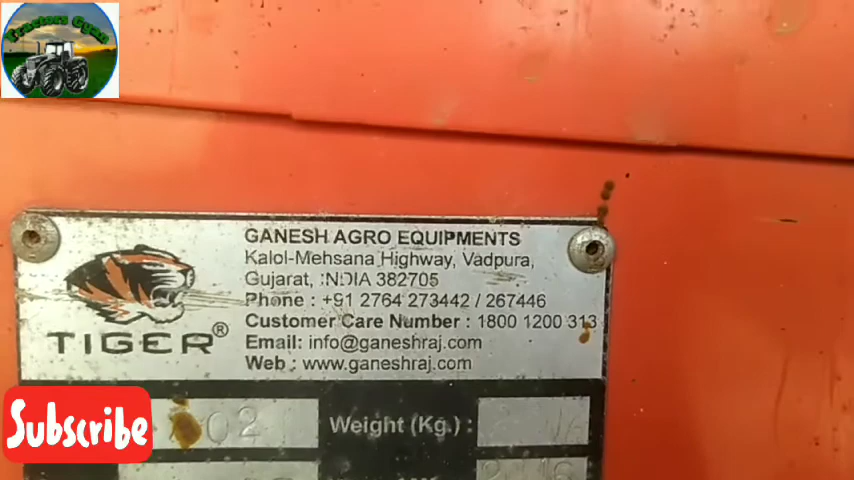 Tractors Gyan
GANESH AGRO EQUIPMENTS
Kalol-Mehsana Highway, Vadpura,
Gujarat, INDIA 382705
Phone : +91 2764 273442 / 267446
Customer Care Number : 1800 1200 313
Email: info@ganeshraj.com
Web : www.ganeshraj.com
TIGER®
Subscribe
Weight (Kg.) :